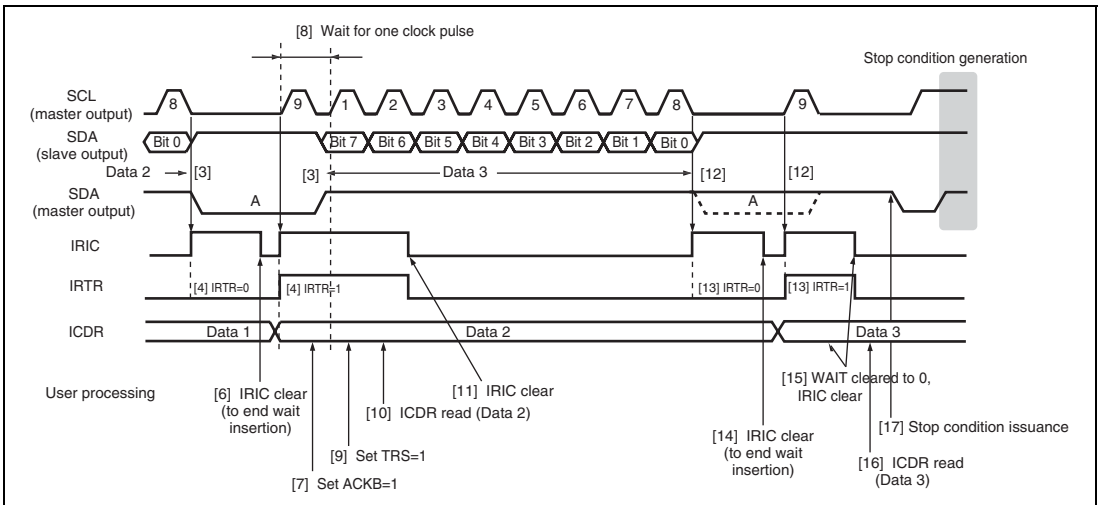 [8] Wait for one clock pulse
Stop condition generation
SCL
(master output)
8 9 1 2 3 4 5 6 7 8 9
SDA
(slave output)
Bit 0 Bit 7 Bit 6 Bit 5 Bit 4 Bit 3 Bit 2 Bit 1 Bit 0
Data 2 [3] [3] Data 3 [12] [12]
SDA
(master output)
A A
IRIC
IRTR
[4] IRTR=0 [4] IRTR=1 [13] IRTR=0 [13] IRTR=1
ICDR
Data 1 Data 2 Data 3
User processing
[6] IRIC clear
(to end wait
insertion)
[7] Set ACKB=1
[9] Set TRS=1
[10] ICDR read (Data 2)
[11] IRIC clear
[14] IRIC clear
(to end wait
insertion)
[15] WAIT cleared to 0,
IRIC clear
[16] ICDR read
(Data 3)
[17] Stop condition issuance